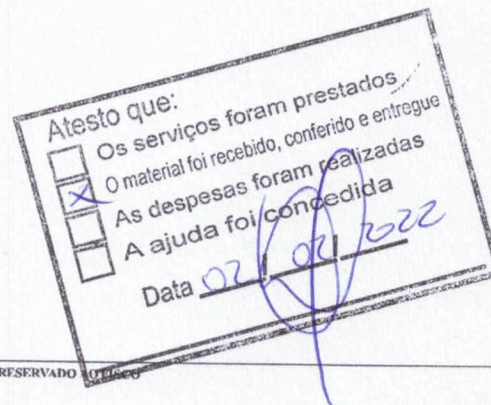 Atesto que:
Os serviços foram prestados
X O material foi recebido, conferido e entregue
As despesas foram realizadas
A ajuda foi concedida
Data 02 / 02 / 2022
RESERVADO